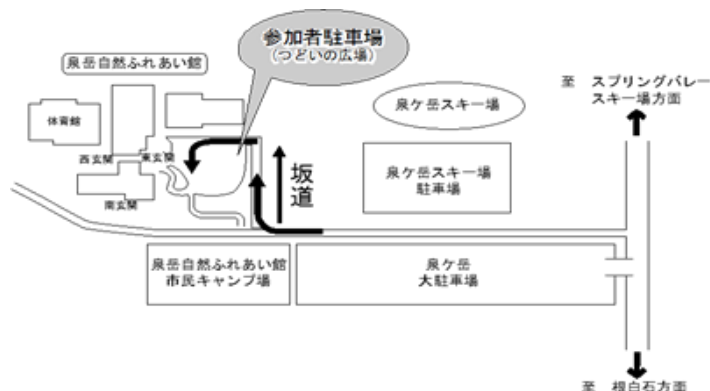 参加者駐車場
(つどいの広場)
泉岳自然ふれあい館
至 スプリングバレー
スキー場方面
泉ケ岳スキー場
体育館
西玄関
東玄関
泉ケ岳スキー場
駐車場
坂道
南玄関
泉岳自然ふれあい館
市民キャンプ場
泉ケ岳
大駐車場
至 根白石方面